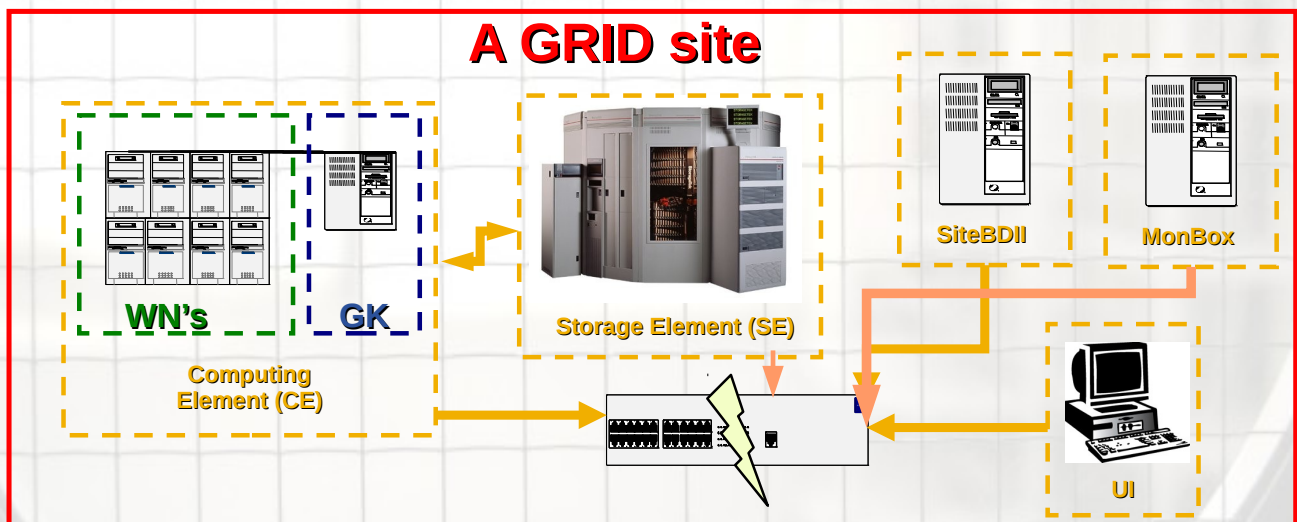 A GRID site
WN's
GK
Computing
Element (CE)
Storage Element (SE)
SiteBDII
MonBox
UI